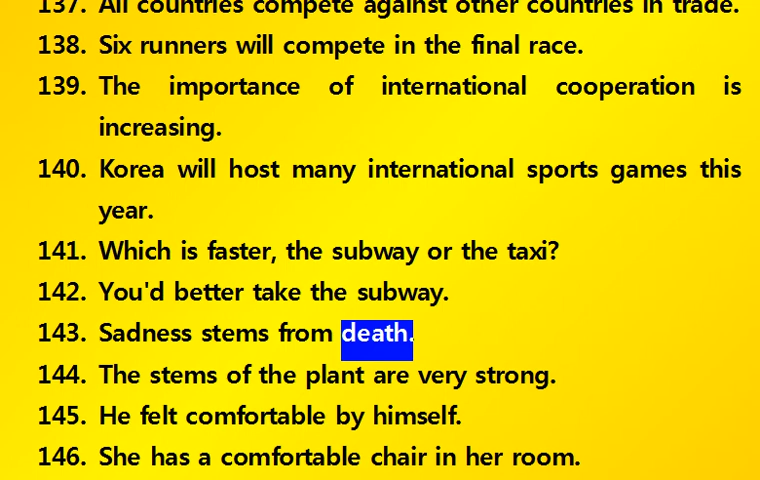 137. All countries compete against other countries in trade.
138. Six runners will compete in the final race.
139. The importance of international cooperation is
increasing.
140. Korea will host many international sports games this
year.
141. Which is faster, the subway or the taxi?
142. You'd better take the subway.
143. Sadness stems from death.
144. The stems of the plant are very strong.
145. He felt comfortable by himself.
146. She has a comfortable chair in her room.